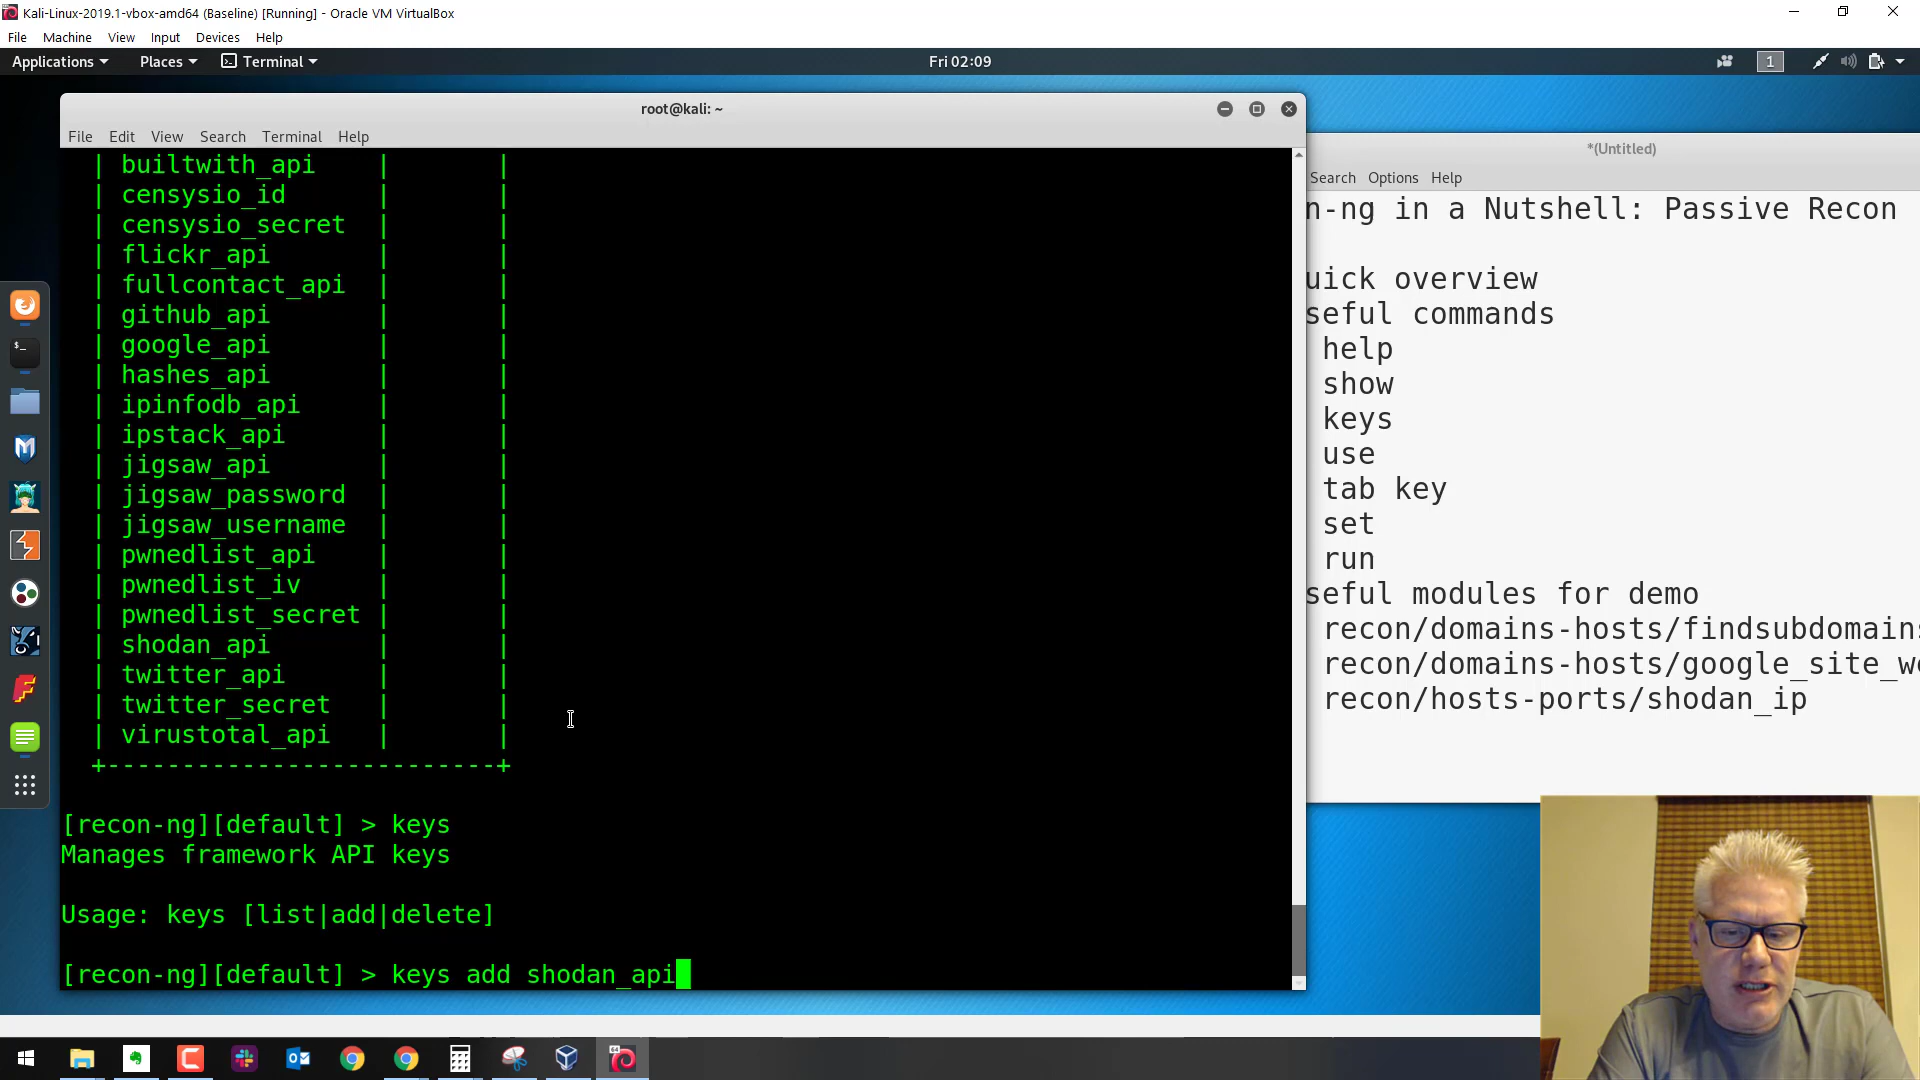 Kali-Linux-2019.1-vbox-amd64 (Baseline) [Running] - Oracle VM VirtualBox
File Machine View Input Devices Help
Applications Places Terminal Fri 02:09 1
root@kali: ~
File Edit View Search Terminal Help
| builtwith_api | |
| censysio_id | |
| censysio_secret | |
| flickr_api | |
| fullcontact_api | |
| github_api | |
| google_api | |
| hashes_api | |
| ipinfodb_api | |
| ipstack_api | |
| jigsaw_api | |
| jigsaw_password | |
| jigsaw_username | |
| pwnedlist_api | |
| pwnedlist_iv | |
| pwnedlist_secret | |
| shodan_api | |
| twitter_api | |
| twitter_secret | |
| virustotal_api | |
+--------------------------+
[recon-ng][default] > keys
Manages framework API keys
Usage: keys [list|add|delete]
[recon-ng][default] > keys add shodan_api
*(Untitled)
Search Options Help
n-ng in a Nutshell: Passive Recon
uick overview
seful commands
help
show
keys
use
tab key
set
run
seful modules for demo
recon/domains-hosts/findsubdomains
recon/domains-hosts/google_site_we
recon/hosts-ports/shodan_ip